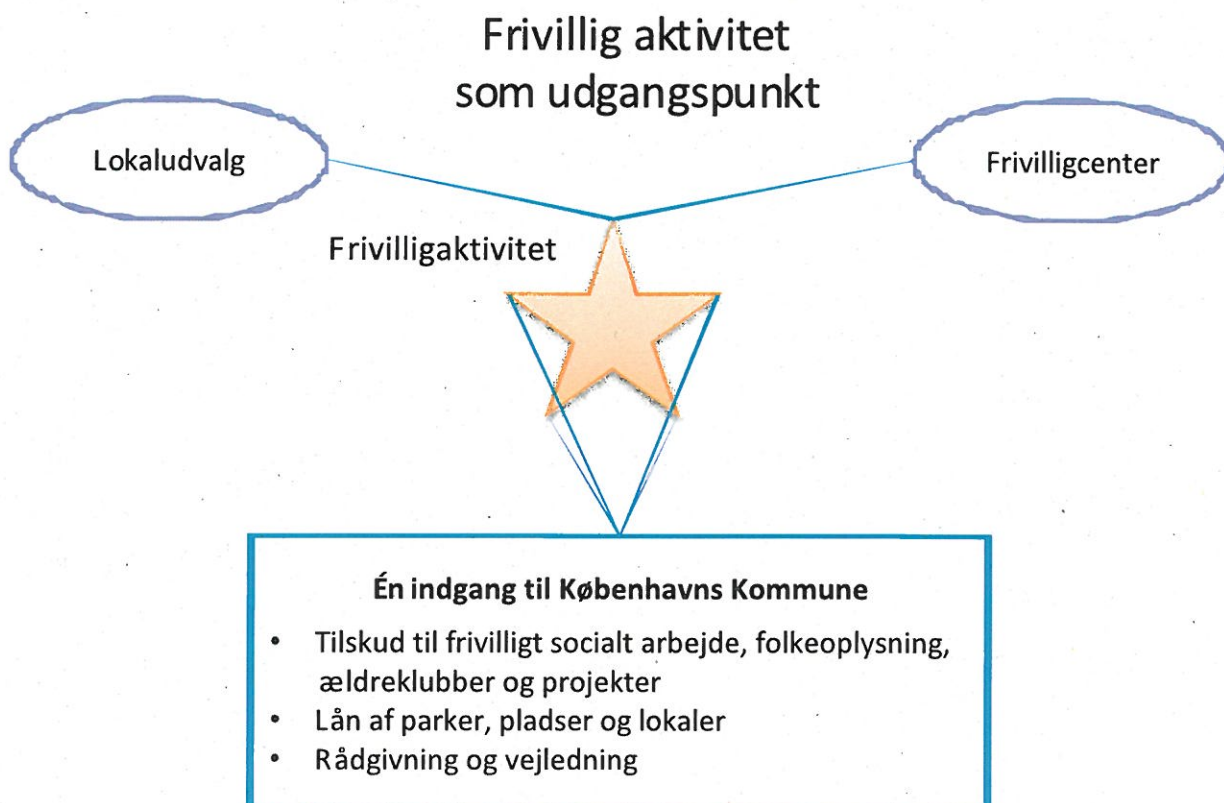 Frivillig aktivitet
som udgangspunkt
Lokaludvalg
Frivilligcenter
Frivilligaktivitet
Én indgang til Københavns Kommune
• Tilskud til frivilligt socialt arbejde, folkeoplysning,
ældreklubber og projekter
• Lån af parker, pladser og lokaler
• Rådgivning og vejledning